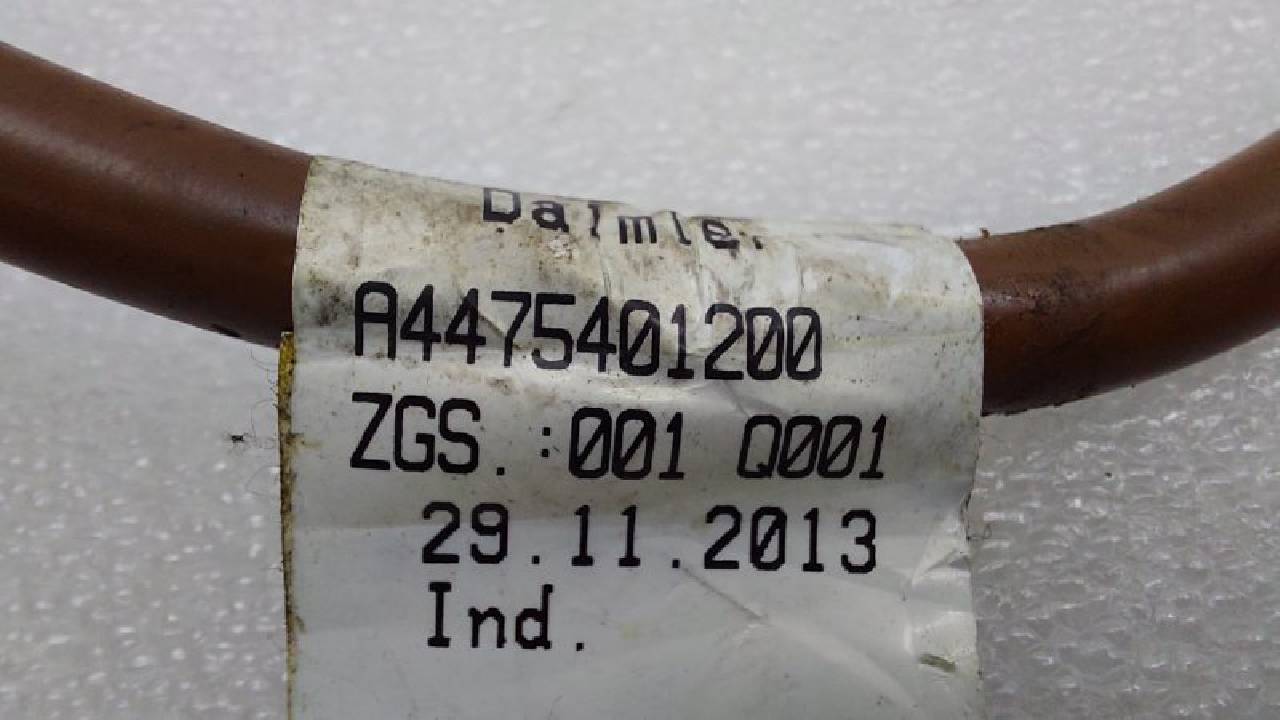 Daimler
A4475401200
ZGS.:001 Q001
29.11.2013
Ind.